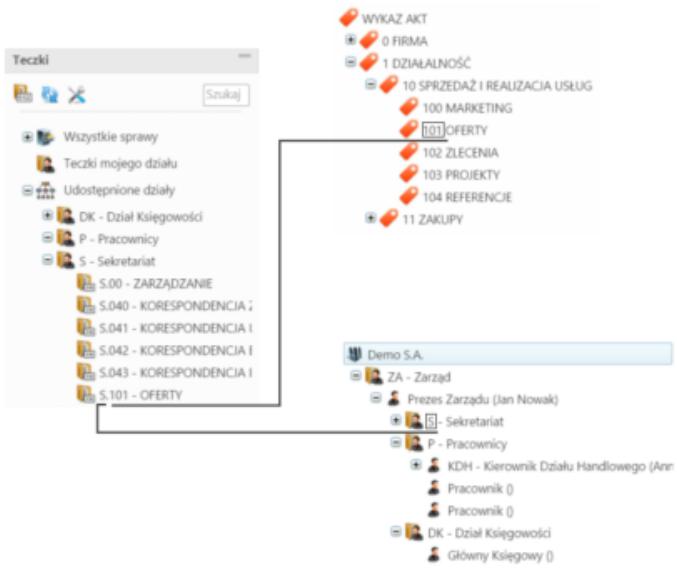 Teczki
Szukaj
Wszystkie sprawy
Teczki mojego działu
Udostępnione działy
DK - Dział Księgowości
P - Pracownicy
S - Sekretariat
S.00 - ZARZĄDZANIE
S.040 - KORESPONDENCJA
S.041 - KORESPONDENCJA
S.042 - KORESPONDENCJA
S.043 - KORESPONDENCJA
S.101 - OFERTY
WYKAZ AKT
0 FIRMA
1 DZIAŁALNOŚĆ
10 SPRZEDAŻ I REALIZACJA USŁUG
100 MARKETING
101 OFERTY
102 ZLECENIA
103 PROJEKTY
104 REFERENCJE
11 ZAKUPY
Demo S.A.
ZA - Zarząd
Prezes Zarządu (Jan Nowak)
S - Sekretariat
P - Pracownicy
KDH - Kierownik Działu Handlowego (Anr
Pracownik ()
Pracownik ()
DK - Dział Księgowości
Główny Księgowy ()